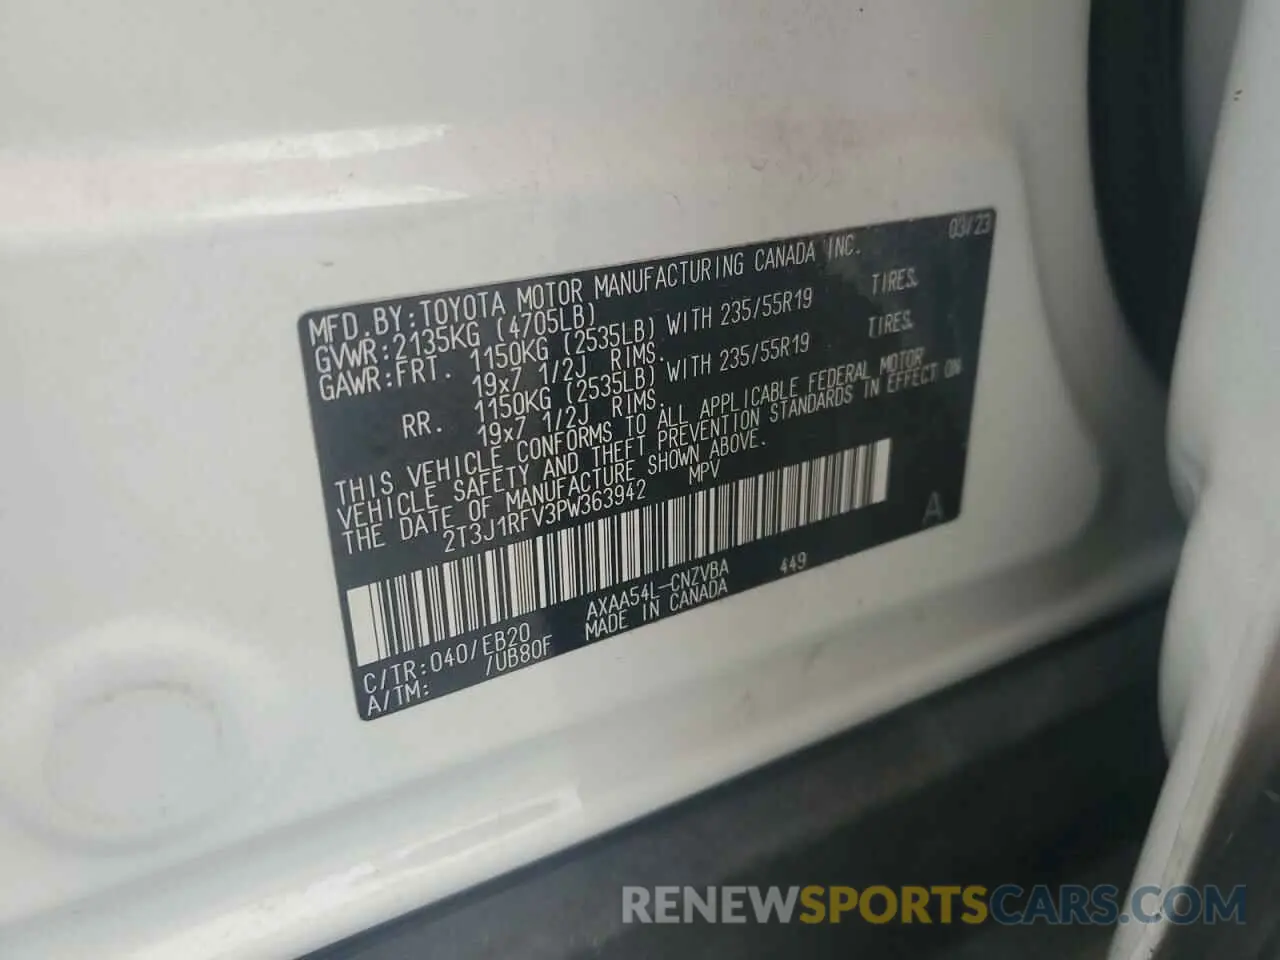 MFD.BY:TOYOTA MOTOR MANUFACTURING CANADA INC. 03/23
GVWR:2135KG (4705LB)
GAWR:FRT. 1150KG (2535LB) WITH 235/55R19 TIRES.
19x7 1/2J RIMS.
RR. 1150KG (2535LB) WITH 235/55R19 TIRES.
19x7 1/2J RIMS.
THIS VEHICLE CONFORMS TO ALL APPLICABLE FEDERAL MOTOR
VEHICLE SAFETY AND THEFT PREVENTION STANDARDS IN EFFECT ON
THE DATE OF MANUFACTURE SHOWN ABOVE.
2T3J1RFV3PW363942 MPV
A
C/TR:040/EB20 AXAA54L-CNZVBA 449
A/TM: /UB80F MADE IN CANADA
RENEWSPORTSCARS.COM